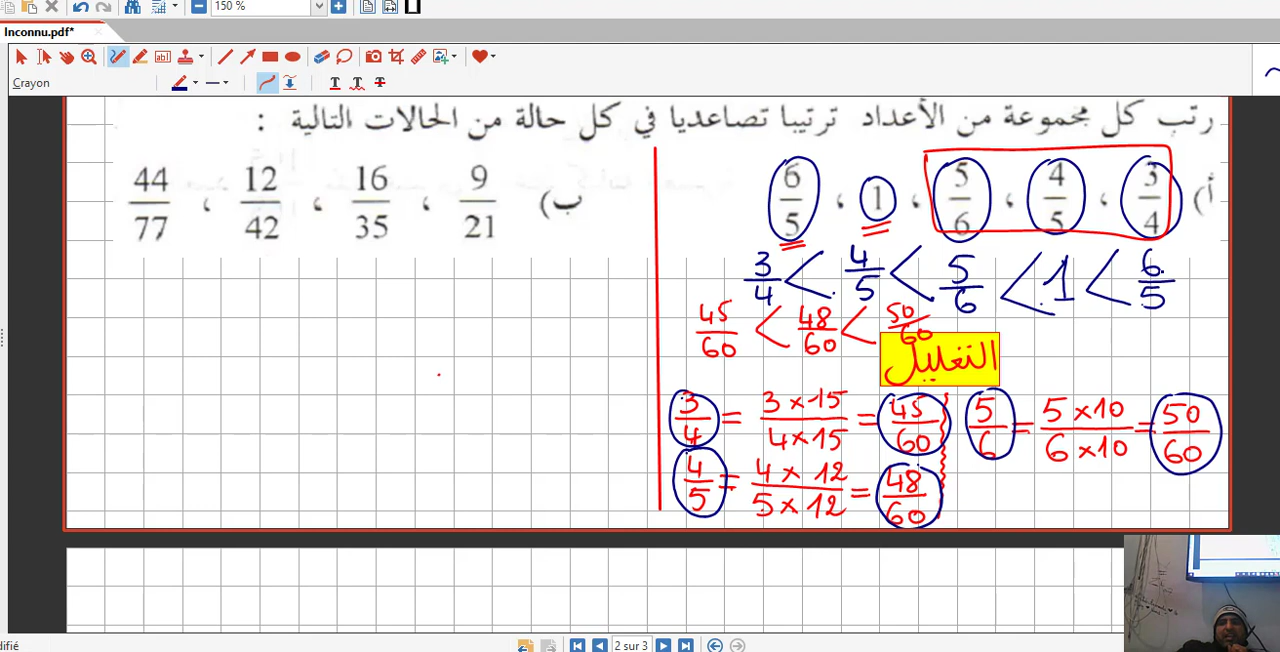 150 %
Inconnu.pdf*
Crayon
رتب كل مجموعة من الأعداد ترتيبا تصاعديا في كل حالة من الحالات التالية :
أ) 3/4 ، 4/5 ، 5/6 ، 1 ، 6/5
ب) 9/21 ، 16/35 ، 12/42 ، 44/77
3/4 < 4/5 < 5/6 < 1 < 6/5
45/60 < 48/60 < 50/60
التعليل
3/4 = 3×15/4×15 = 45/60
5/6 = 5×10/6×10 = 50/60
4/5 = 4×12/5×12 = 48/60
ifié
2 sur 3